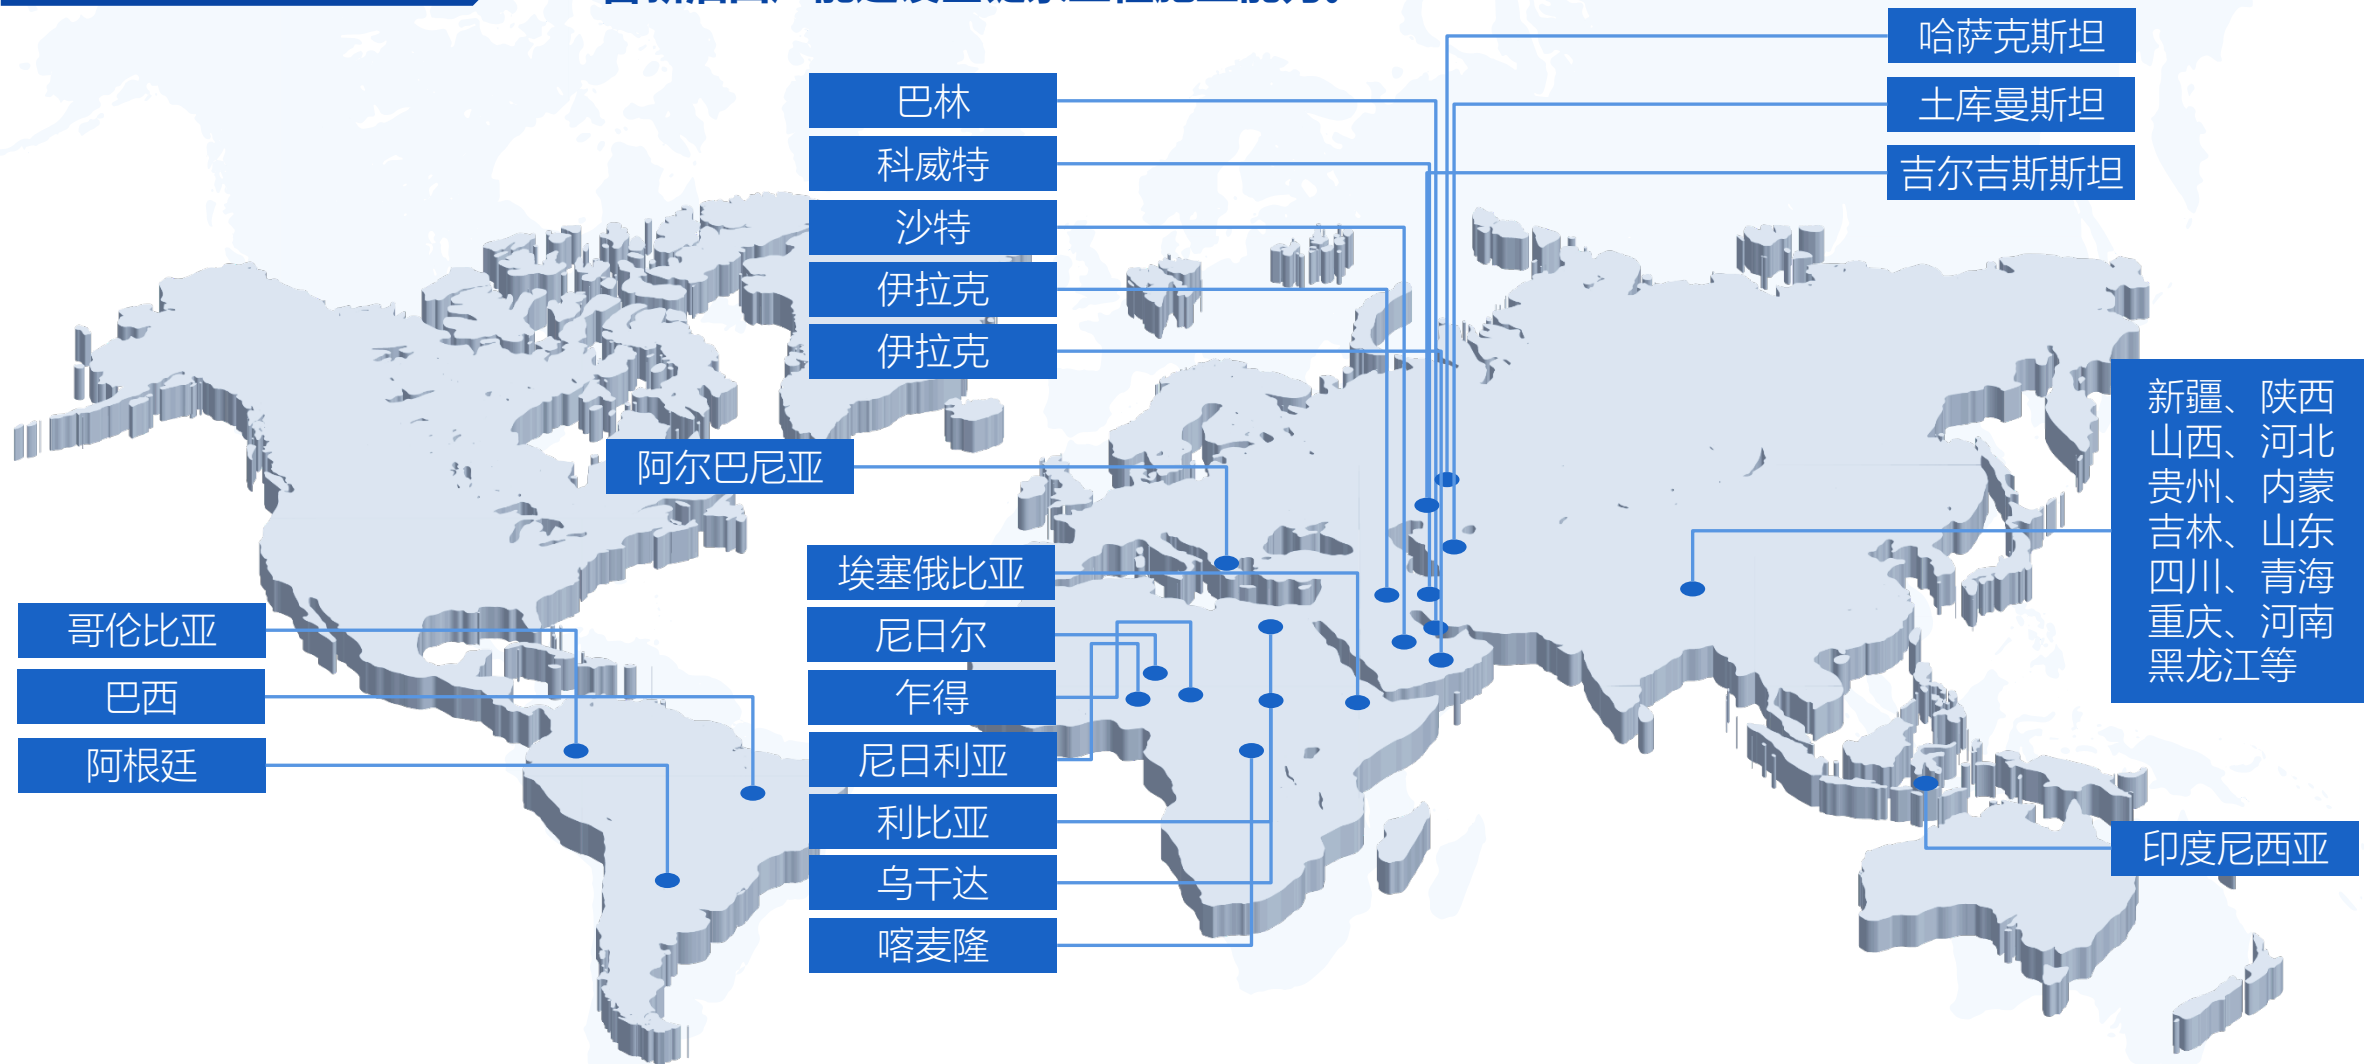 哈萨克斯坦
土库曼斯坦
吉尔吉斯斯坦
巴林
科威特
沙特
伊拉克
伊拉克
阿尔巴尼亚
埃塞俄比亚
尼日尔
乍得
尼日利亚
利比亚
乌干达
喀麦隆
哥伦比亚
巴西
阿根廷
新疆、陕西
山西、河北
贵州、内蒙
吉林、山东
四川、青海
重庆、河南
黑龙江等
印度尼西亚